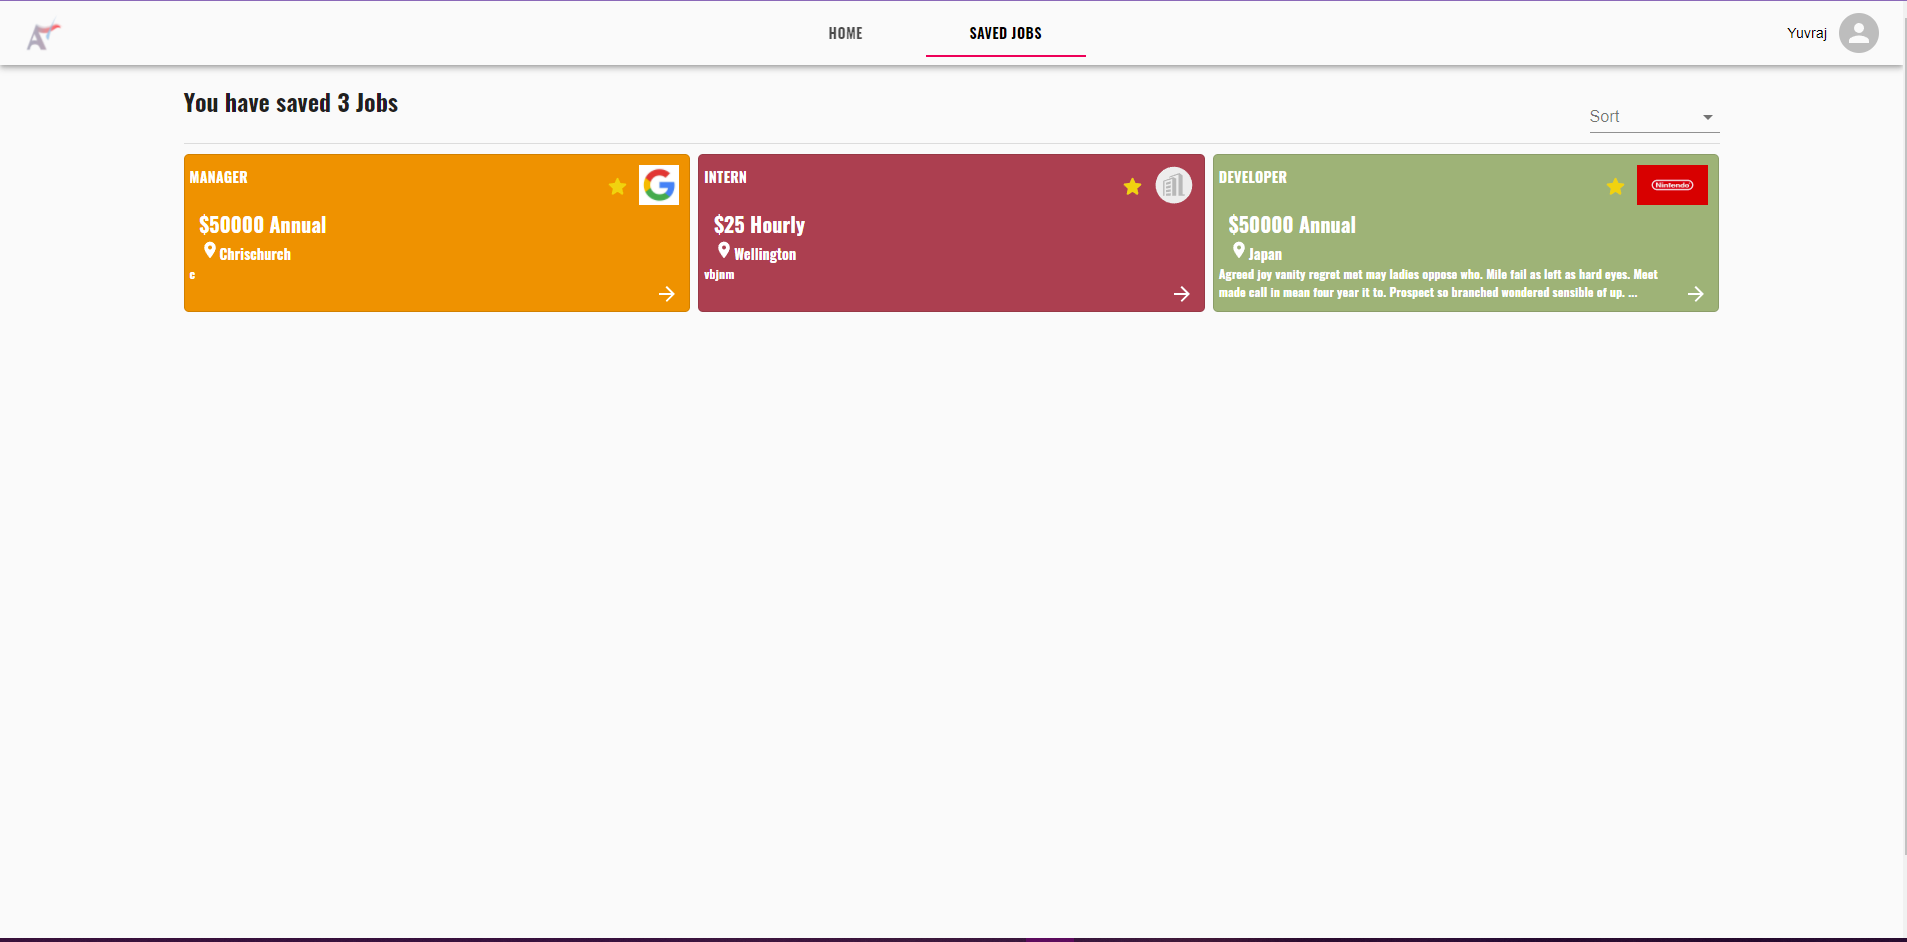 HOME
SAVED JOBS
Yuvraj
You have saved 3 Jobs
Sort
MANAGER
$50000 Annual
Chrischurch
c
INTERN
$25 Hourly
Wellington
vbjnm
DEVELOPER
Nintendo
$50000 Annual
Japan
Agreed joy vanity regret met may ladies oppose who. Mile fail as left as hard eyes. Meet
made call in mean four year it to. Prospect so branched wondered sensible of up. ...